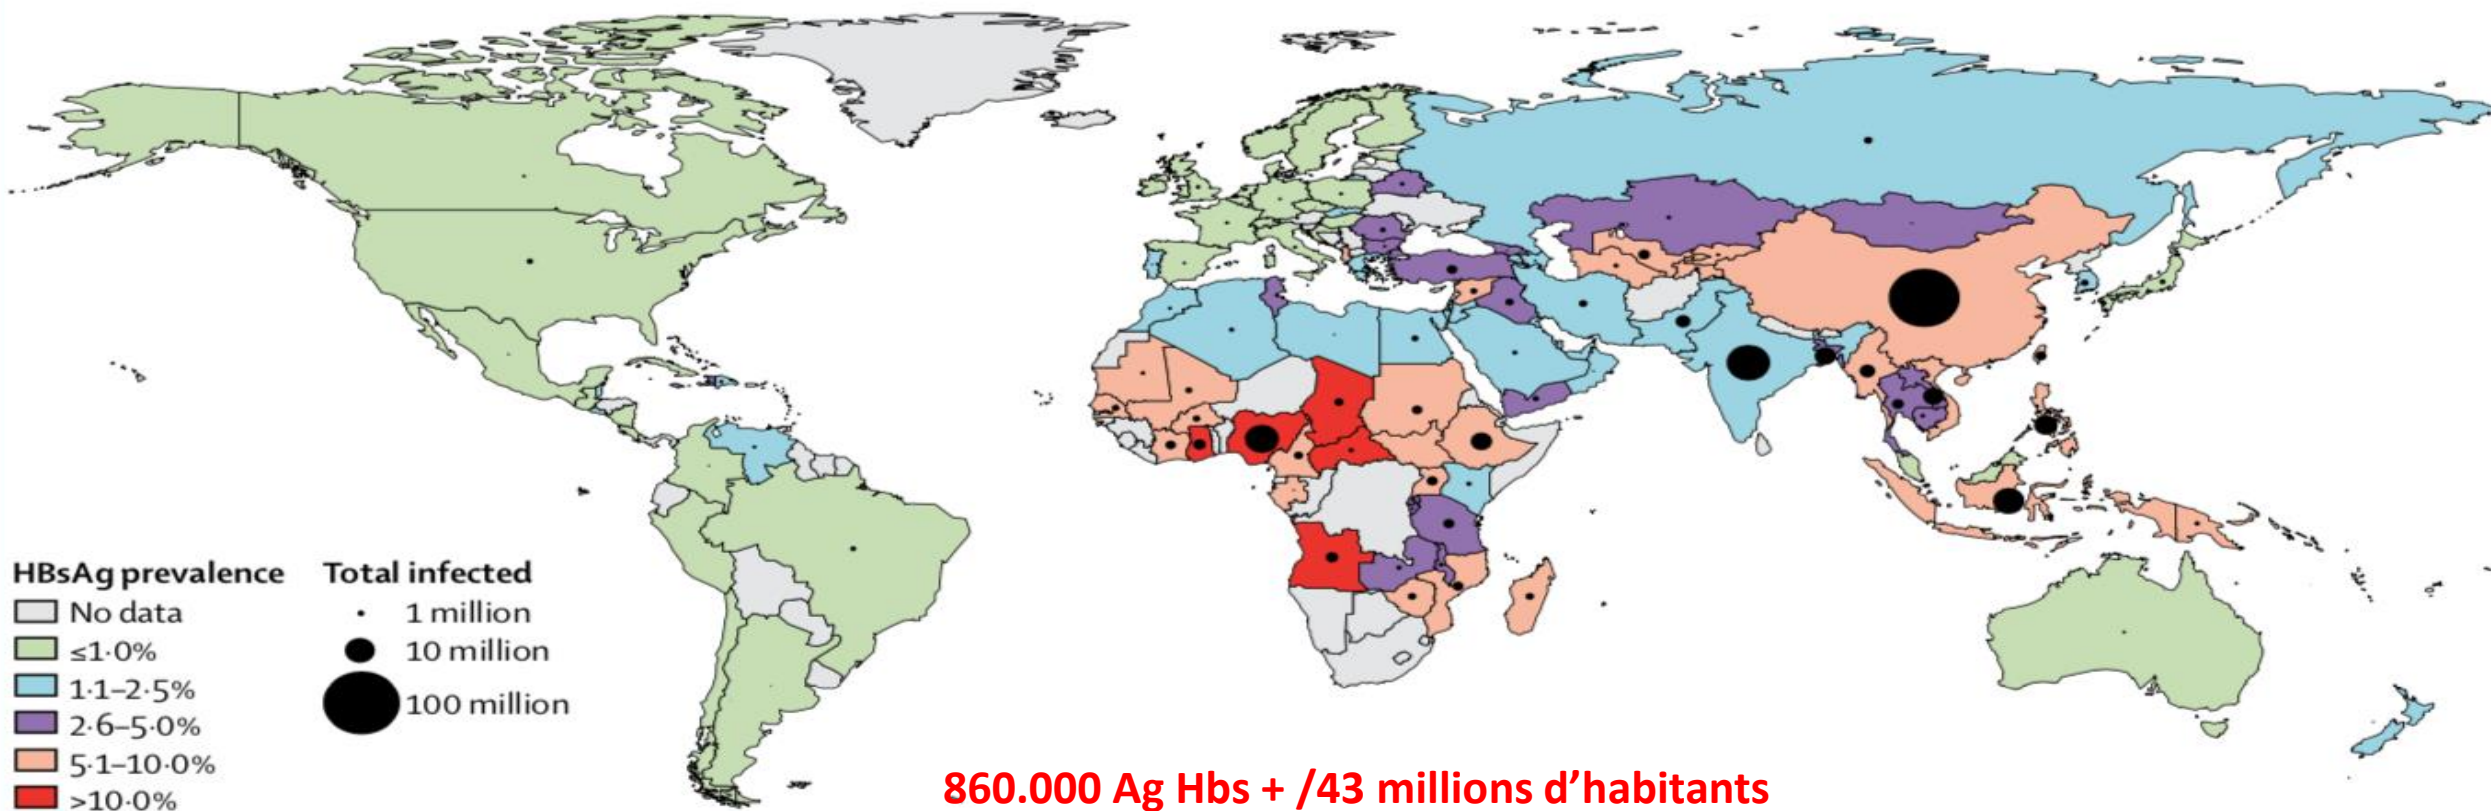 HBsAg prevalence
No data
≤1·0%
1·1–2·5%
2·6–5·0%
5·1–10·0%
>10·0%
Total infected
1 million
10 million
100 million
860.000 Ag Hbs + /43 millions d’habitants